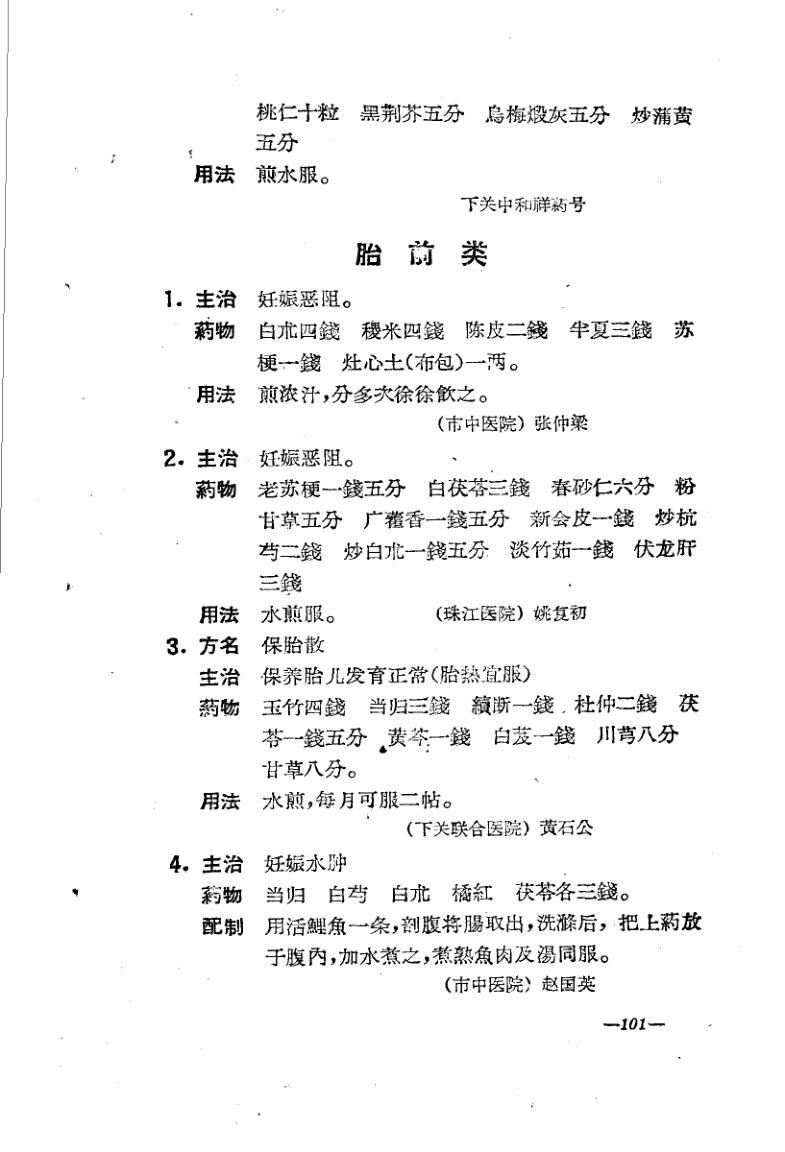 桃仁十粒　黑荆芥五分　烏梅煅灰五分　炒蒲黄
五分
用法　煎水服。
下关中和祥葯号
胎前类
1. 主治　妊娠恶阻。
葯物　白朮四錢　稷米四錢　陈皮二錢　半夏三錢　苏
梗一錢　灶心土(布包)一两。
用法　煎浓汁,分多次徐徐飮之。
(市中医院) 张仲梁
2. 主治　妊娠恶阻。
葯物　老苏梗一錢五分　白茯苓三錢　春砂仁六分　粉
甘草五分　广藿香一錢五分　新会皮一錢　炒杭
芍二錢　炒白朮一錢五分　淡竹茹一錢　伏龙肝
三錢
用法　水煎服。　(珠江医院) 姚复初
3. 方名　保胎散
主治　保养胎儿发育正常(胎热宜服)
葯物　玉竹四錢　当归三錢　續断一錢　杜仲二錢　茯
苓一錢五分　黄芩一錢　白芨一錢　川芎八分
甘草八分。
用法　水煎,每月可服二帖。
(下关联合医院) 黄石公
4. 主治　妊娠水肿
葯物　当归　白芍　白朮　橘紅　茯苓各三錢。
配制　用活鯉魚一条,剖腹将腸取出,洗滌后,把上葯放
于腹內,加水煮之,煮熟魚肉及湯同服。
(市中医院) 赵国英
—101—